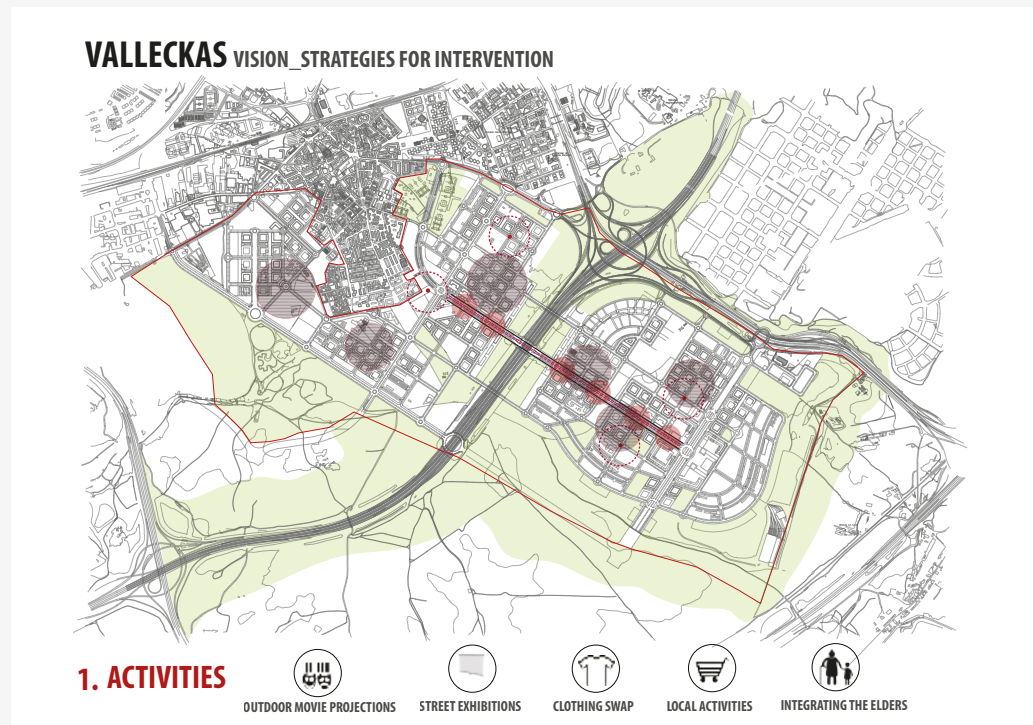 VALLECKAS VISION_STRATEGIES FOR INTERVENTION
1. ACTIVITIES
OUTDOOR MOVIE PROJECTIONS
STREET EXHIBITIONS
CLOTHING SWAP
LOCAL ACTIVITIES
INTEGRATING THE ELDERS